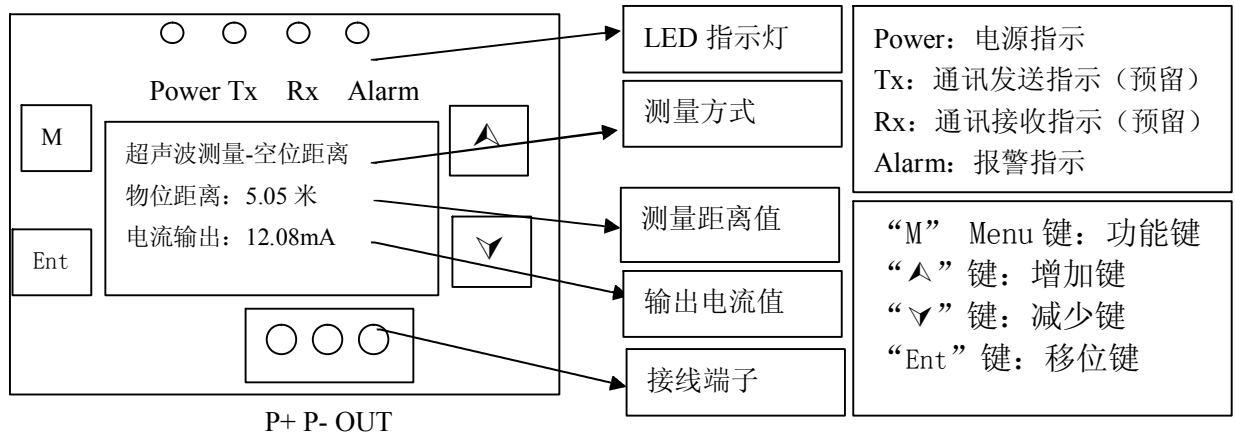 Power Tx Rx Alarm
M
Ent
超声波测量-空位距离
物位距离：5.05 米
电流输出：12.08mA
P+ P- OUT
LED 指示灯
测量方式
测量距离值
输出电流值
接线端子
Power：电源指示
Tx：通讯发送指示（预留）
Rx：通讯接收指示（预留）
Alarm：报警指示
“M” Menu 键：功能键
“⮝”键：增加键
“⮟”键：减少键
“Ent”键：移位键